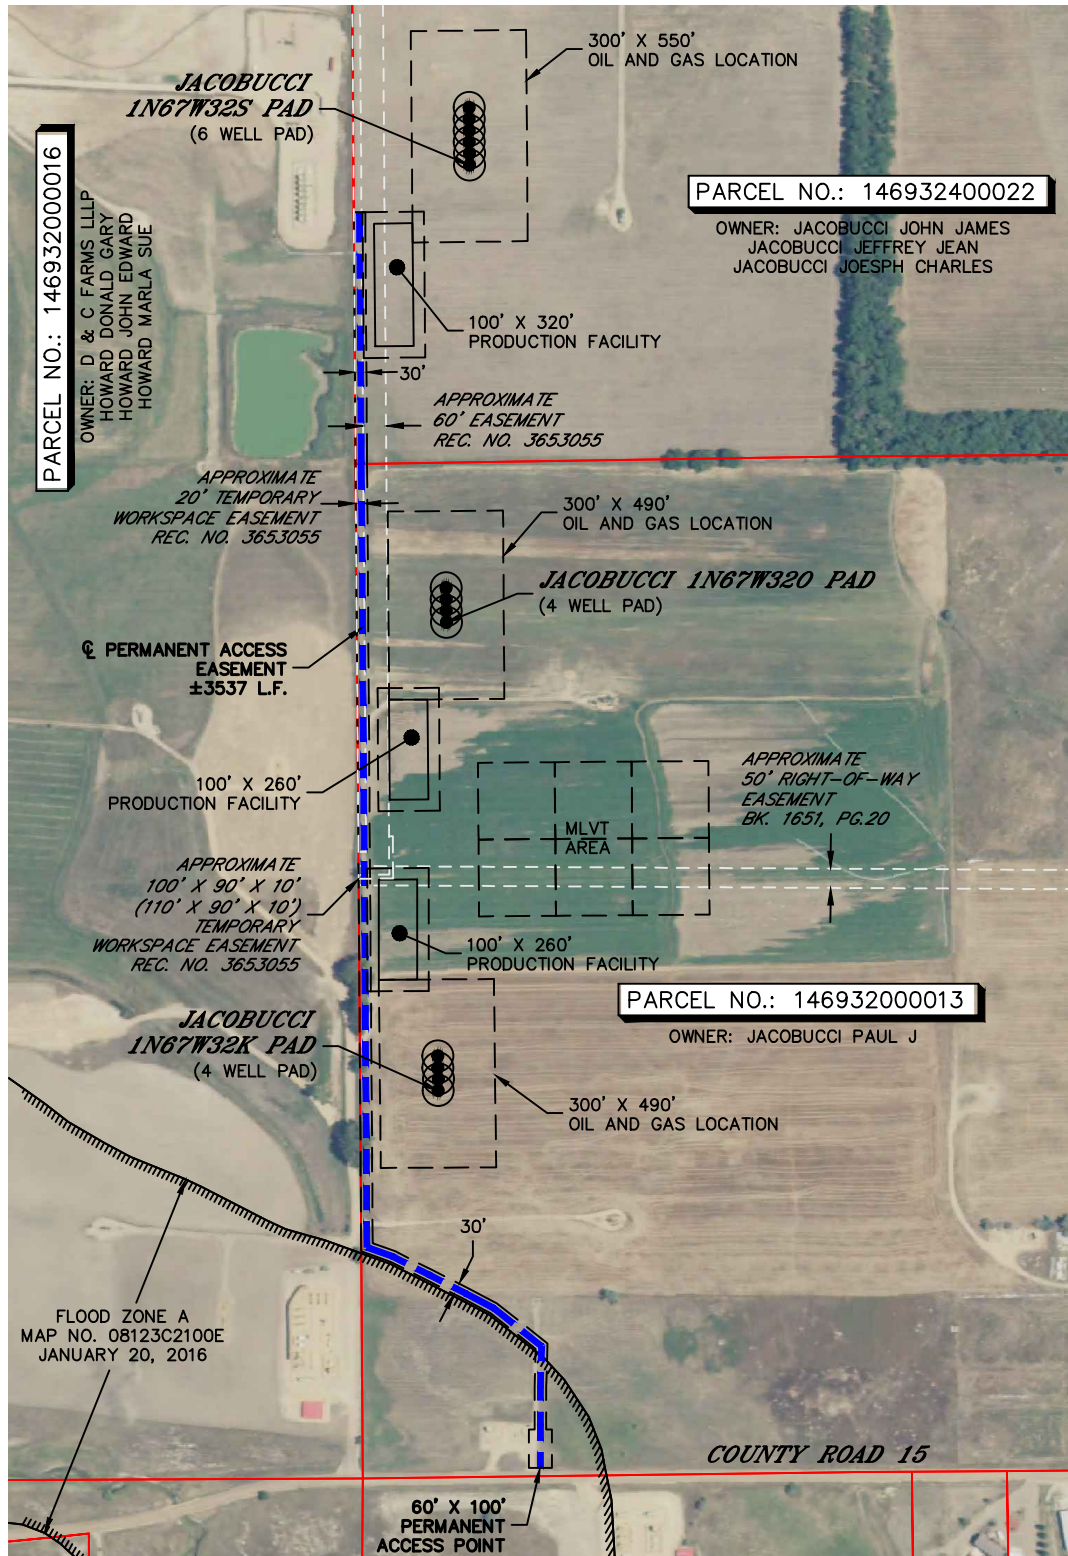 300' X 550'
OIL AND GAS LOCATION
JACOBUCCI
1N67W32S PAD
(6 WELL PAD)
PARCEL NO.: 146932000016
OWNER: D & C FARMS LLLP
HOWARD DONALD GARY
HOWARD JOHN EDWARD
HOWARD MARLA SUE
PARCEL NO.: 146932400022
OWNER: JACOBUCCI JOHN JAMES
JACOBUCCI JEFFREY JEAN
JACOBUCCI JOESPH CHARLES
100' X 320'
PRODUCTION FACILITY
30'
APPROXIMATE
60' EASEMENT
REC. NO. 3653055
APPROXIMATE
20' TEMPORARY
WORKSPACE EASEMENT
REC. NO. 3653055
300' X 490'
OIL AND GAS LOCATION
JACOBUCCI 1N67W32O PAD
(4 WELL PAD)
℄ PERMANENT ACCESS
EASEMENT
±3537 L.F.
100' X 260'
PRODUCTION FACILITY
APPROXIMATE
50' RIGHT-OF-WAY
EASEMENT
BK. 1651, PG.20
MLVT
AREA
APPROXIMATE
100' X 90' X 10'
(110' X 90' X 10')
TEMPORARY
WORKSPACE EASEMENT
REC. NO. 3653055
100' X 260'
PRODUCTION FACILITY
PARCEL NO.: 146932000013
OWNER: JACOBUCCI PAUL J
JACOBUCCI
1N67W32K PAD
(4 WELL PAD)
300' X 490'
OIL AND GAS LOCATION
30'
FLOOD ZONE A
MAP NO. 08123C2100E
JANUARY 20, 2016
COUNTY ROAD 15
60' X 100'
PERMANENT
ACCESS POINT